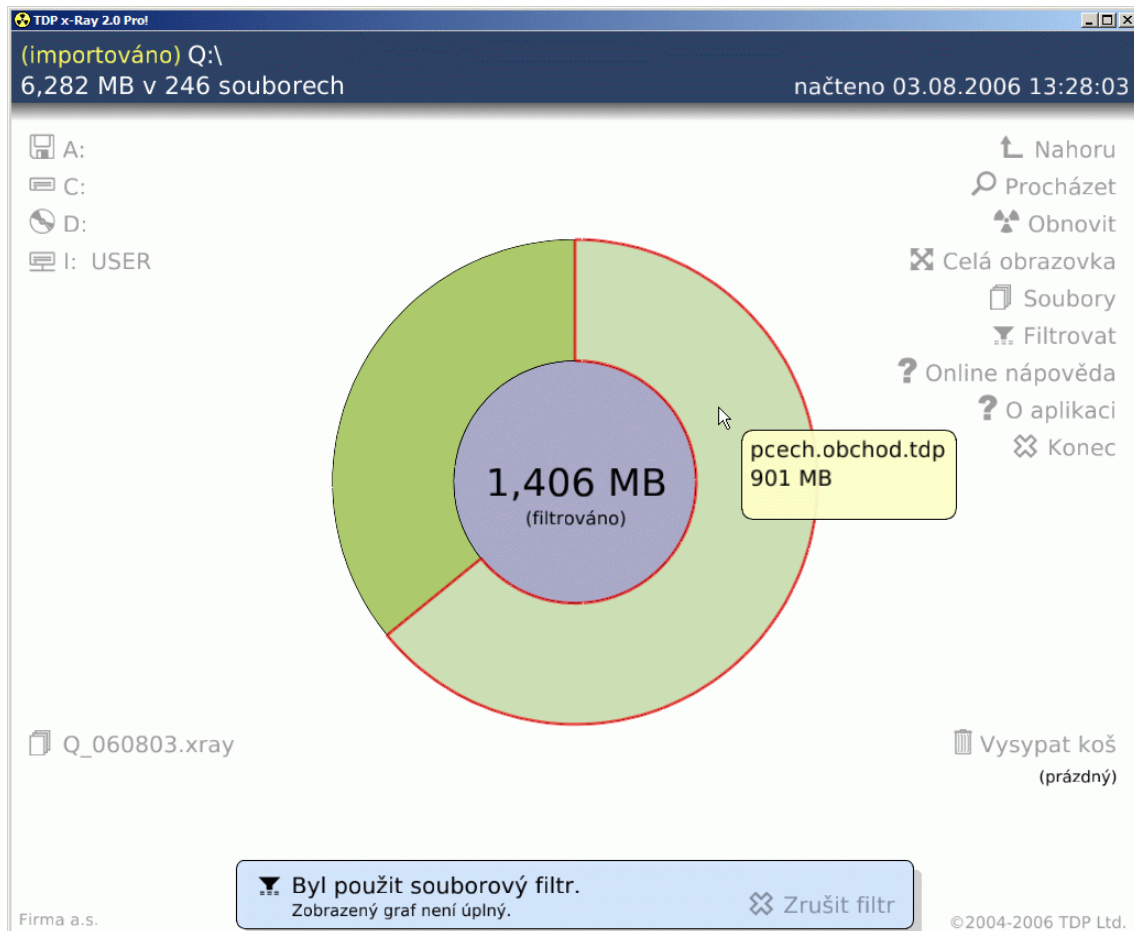 TDP x-Ray 2.0 Pro!
(importováno) Q:\
6,282 MB v 246 souborech
načteno 03.08.2006 13:28:03
A:
C:
D:
I: USER
Nahoru
Procházet
Obnovit
Celá obrazovka
Soubory
Filtrovat
Online nápověda
O aplikaci
Konec
1,406 MB
(filtrováno)
pcech.obchod.tdp
901 MB
Q_060803.xray
Vysypat koš
(prázdný)
Byl použit souborový filtr.
Zobrazený graf není úplný.
Zrušit filtr
Firma a.s.
©2004-2006 TDP Ltd.